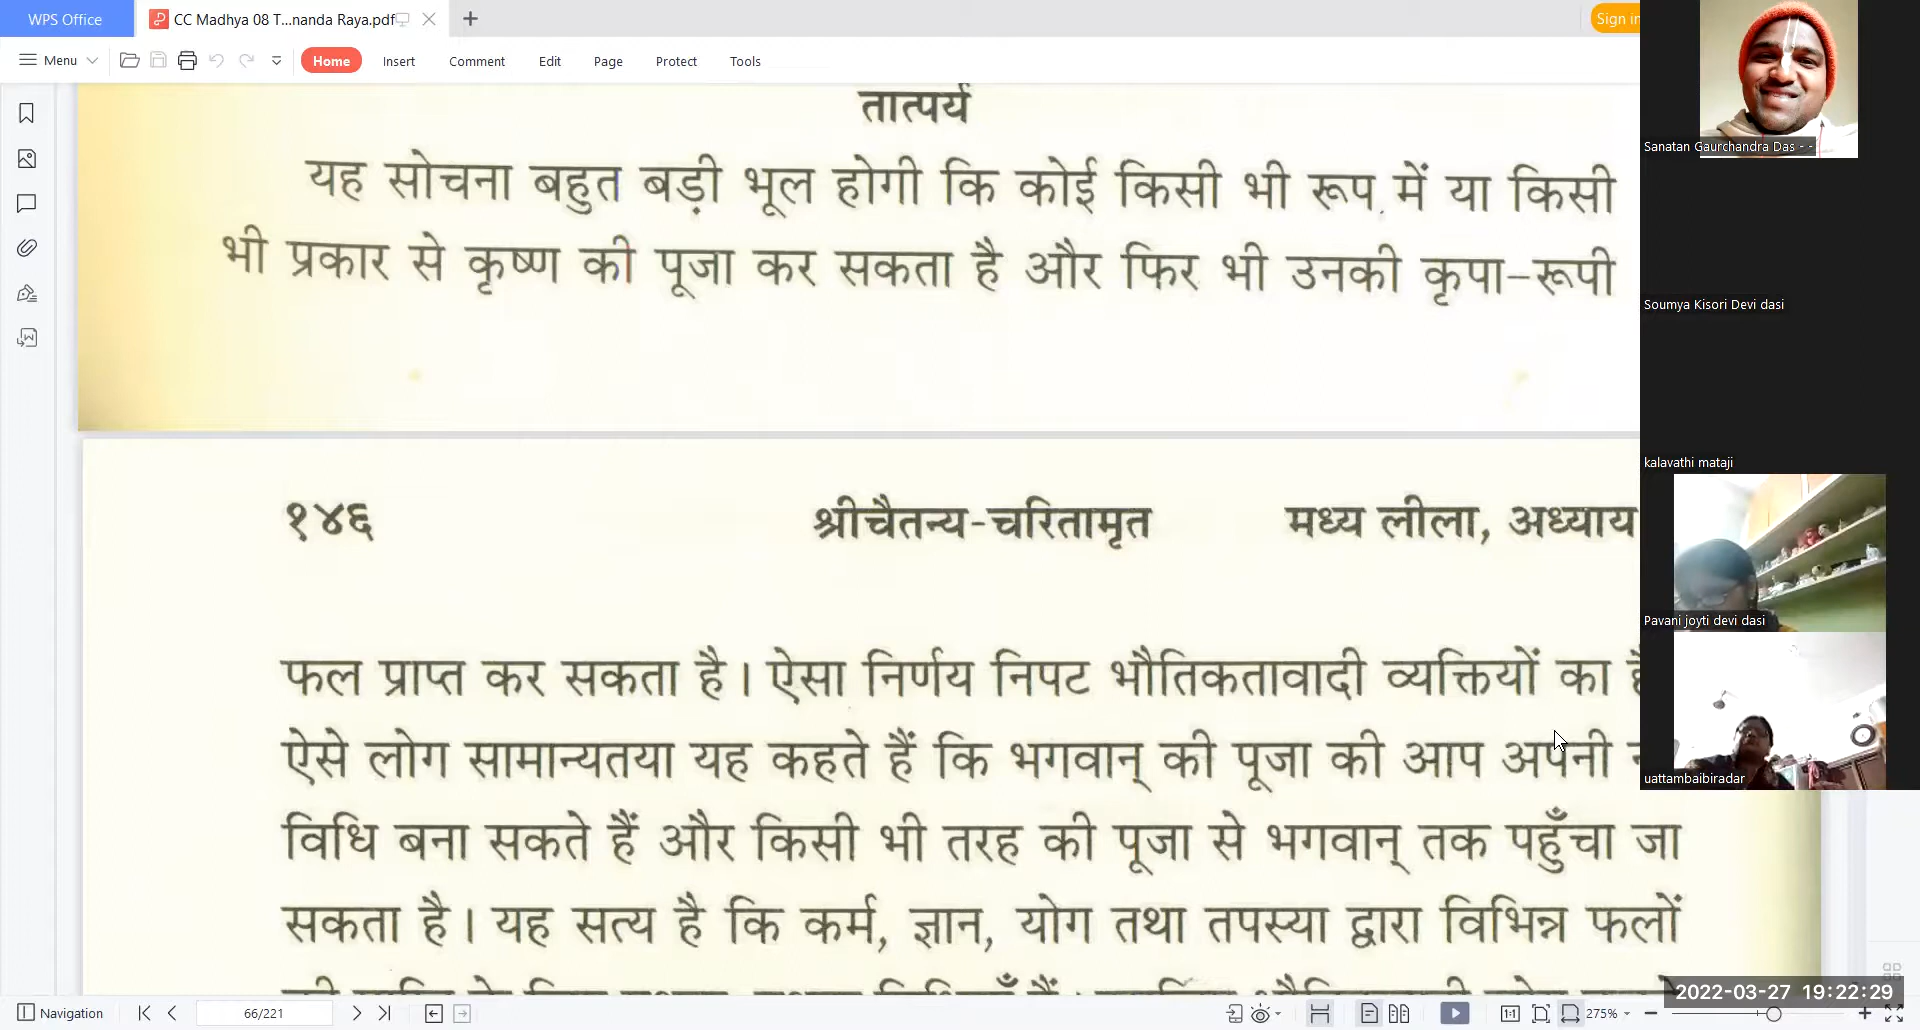 WPS Office
CC Madhya 08 T...nanda Raya.pdf
Sign in
Menu
Home
Insert
Comment
Edit
Page
Protect
Tools
तात्पर्य
यह सोचना बहुत बड़ी भूल होगी कि कोई किसी भी रूप में या किसी
भी प्रकार से कृष्ण की पूजा कर सकता है और फिर भी उनकी कृपा-रूपी
१४६ श्रीचैतन्य-चरितामृत मध्य लीला, अध्याय
फल प्राप्त कर सकता है। ऐसा निर्णय निपट भौतिकतावादी व्यक्तियों का
ऐसे लोग सामान्यतया यह कहते हैं कि भगवान् की पूजा की आप अपनी
विधि बना सकते हैं और किसी भी तरह की पूजा से भगवान् तक पहुँचा जा
सकता है। यह सत्य है कि कर्म, ज्ञान, योग तथा तपस्या द्वारा विभिन्न फलों
Sanatan Gaurchandra Das - -
Soumya Kisori Devi dasi
kalavathi mataji
Pavani joyti devi dasi
uattambaibiradar
2022-03-27 19:22:29
Navigation
66/221
1:1
275%